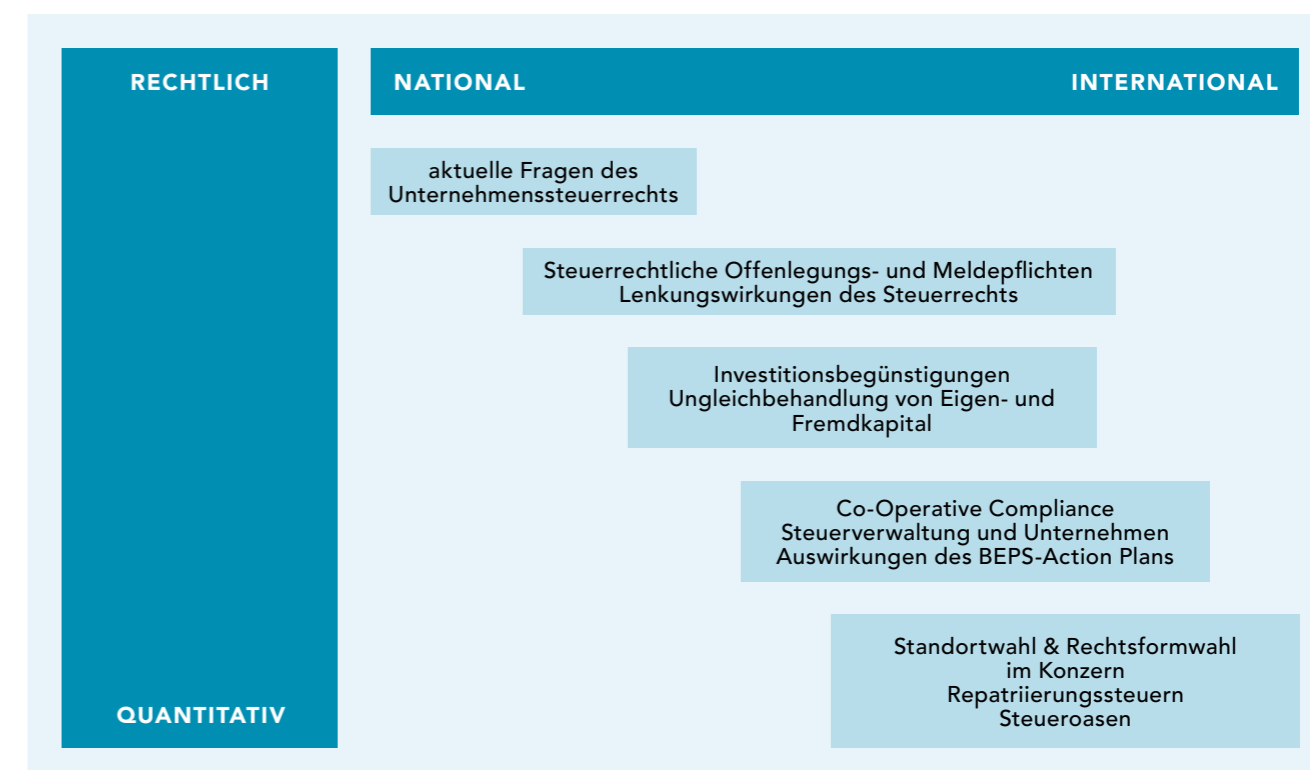 RECHTLICH
NATIONAL
INTERNATIONAL
aktuelle Fragen des
Unternehmenssteuerrechts
Steuerrechtliche Offenlegungs- und Meldepflichten
Lenkungswirkungen des Steuerrechts
Investitionsbegünstigungen
Ungleichbehandlung von Eigen- und
Fremdkapital
Co-Operative Compliance
Steuerverwaltung und Unternehmen
Auswirkungen des BEPS-Action Plans
Standortwahl & Rechtsformwahl
im Konzern
Repatriierungssteuern
Steueroasen
QUANTITATIV